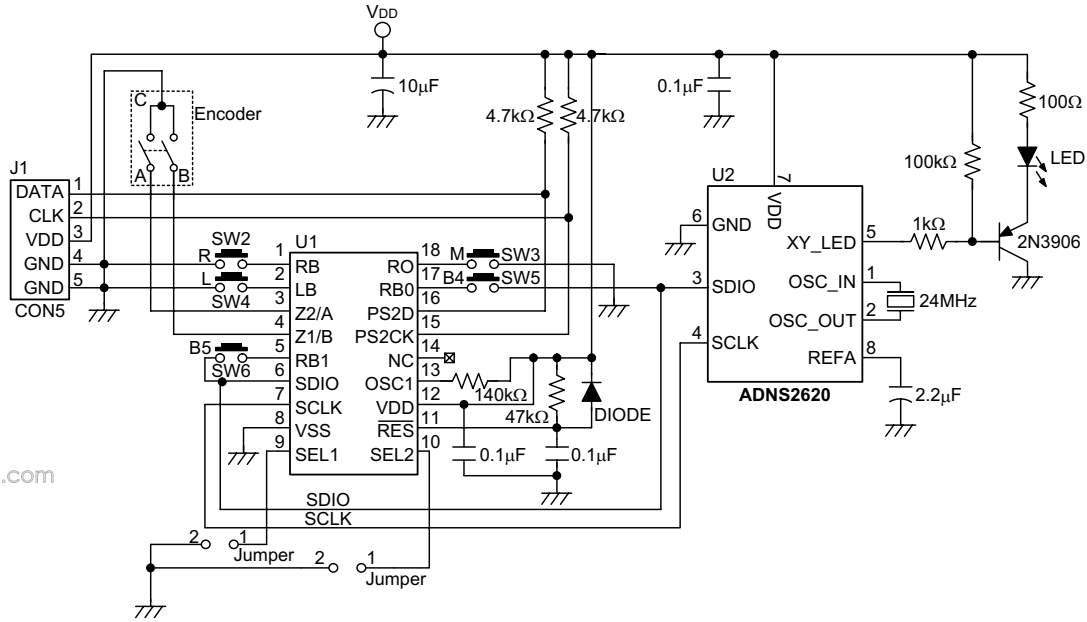 VDD
10µF
0.1µF
4.7kΩ
4.7kΩ
100Ω
LED
100kΩ
2N3906
1kΩ
C
Encoder
A
B
J1
DATA 1
CLK 2
VDD 3
GND 4
GND 5
CON5
R SW2
L SW4
B5 SW6
U1
1 RB
2 LB
3 Z2/A
4 Z1/B
5 RB1
6 SDIO
7 SCLK
8 VSS
9 SEL1
RO 18
RB0 17
PS2D 16
PS2CK 15
NC 14
OSC1 13
VDD 12
RES 11
SEL2 10
M SW3
B4 SW5
140kΩ
47kΩ
DIODE
0.1µF
0.1µF
U2
7 VDD
6 GND
XY_LED 5
3 SDIO
OSC_IN 1
24MHz
OSC_OUT 2
4 SCLK
REFA 8
ADNS2620
2.2µF
.com
SDIO
SCLK
2 1
Jumper
2 1
Jumper